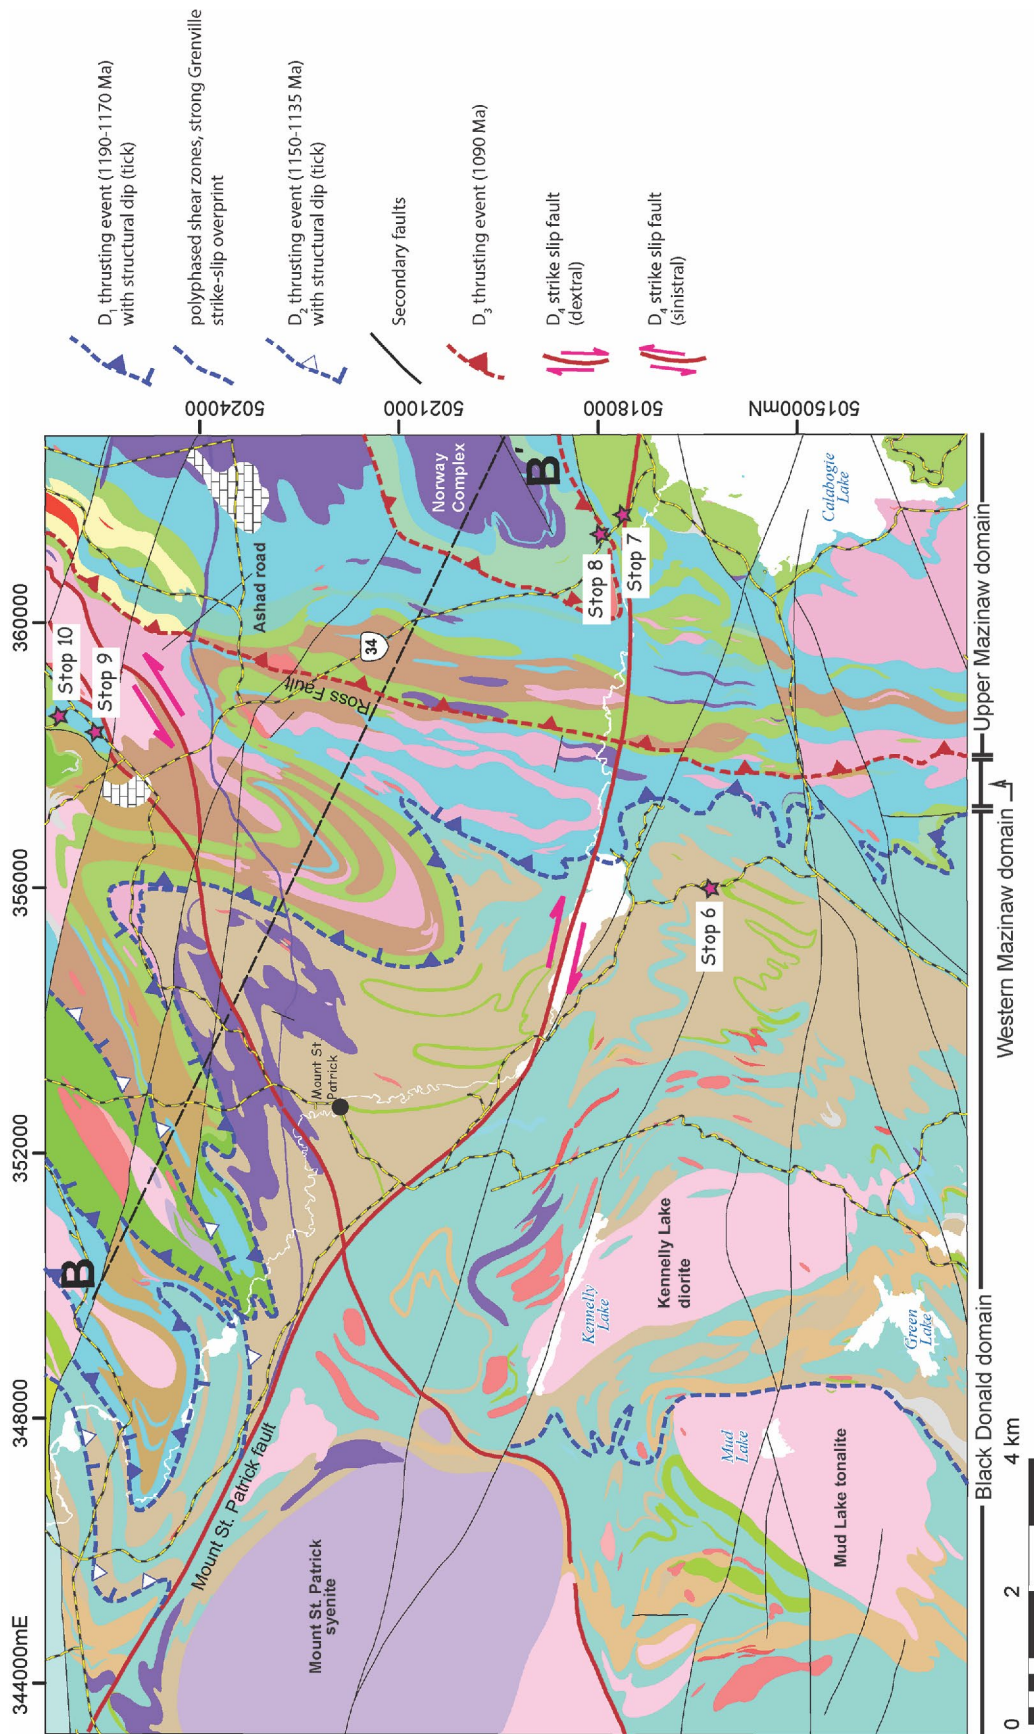 344000mE
348000
352000
356000
360000
5024000
5021000
5018000
5015000mN
B
B'
Stop 10
Stop 9
Ashad road
34
Ross Fault
Norway
Complex
Stop 8
Stop 7
Stop 6
Mount St
Patrick
Mount St. Patrick fault
Mount St. Patrick
syenite
Kennelly
Lake
Kennelly Lake
diorite
Mud
Lake
Mud Lake tonalite
Green
Lake
Calabogie
Lake
Black Donald domain
Western Mazinaw domain
Upper Mazinaw domain
0 2 4 km
D1 thrusting event (1190-1170 Ma)
with structural dip (tick)
polyphased shear zones, strong Grenville
strike-slip overprint
D2 thrusting event (1150-1135 Ma)
with structural dip (tick)
Secondary faults
D3 thrusting event (1090 Ma)
D4 strike slip fault
(dextral)
D4 strike slip fault
(sinistral)